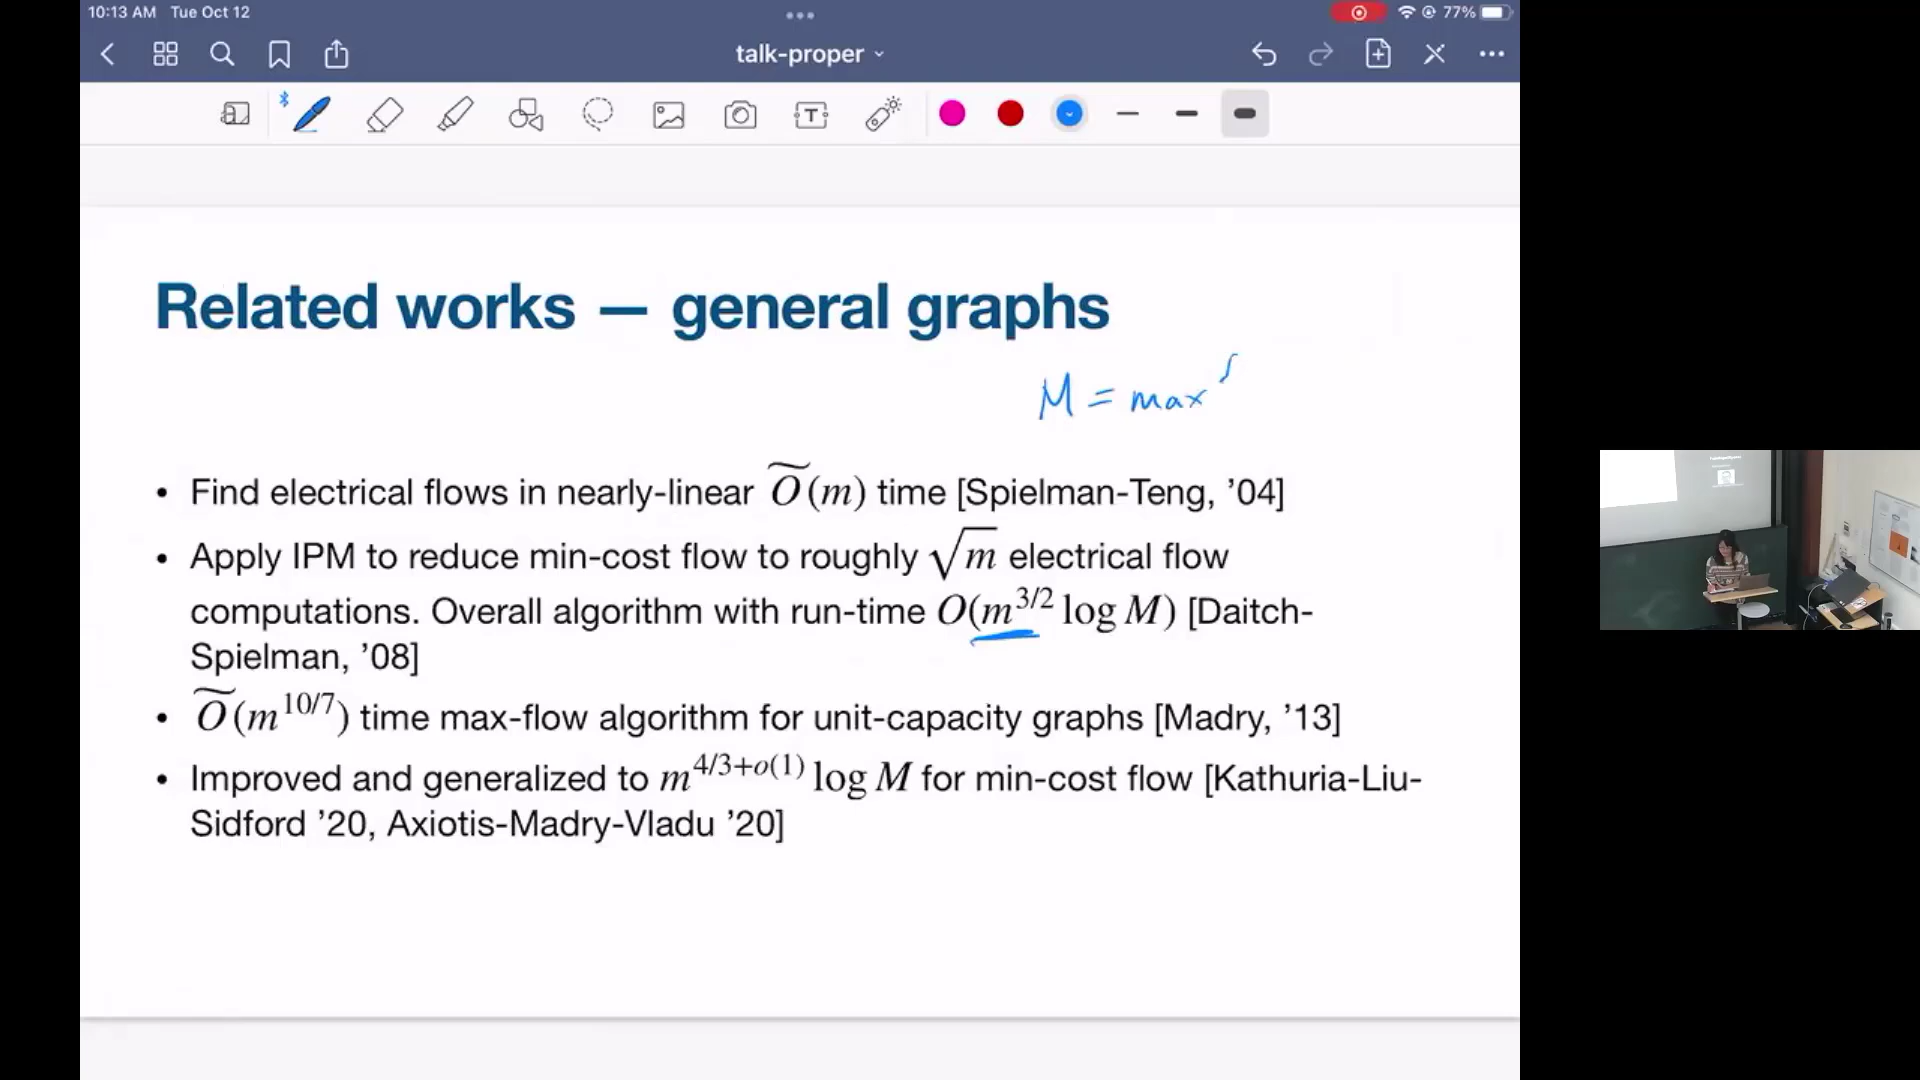 10:13 AM Tue Oct 12
77%
talk-proper
Related works — general graphs
M = max
• Find electrical flows in nearly-linear Õ(m) time [Spielman-Teng, ’04]
• Apply IPM to reduce min-cost flow to roughly √m electrical flow
computations. Overall algorithm with run-time O(m^{3/2} log M) [Daitch-
Spielman, ’08]
• Õ(m^{10/7}) time max-flow algorithm for unit-capacity graphs [Madry, ’13]
• Improved and generalized to m^{4/3+o(1)} log M for min-cost flow [Kathuria-Liu-
Sidford ’20, Axiotis-Madry-Vladu ’20]